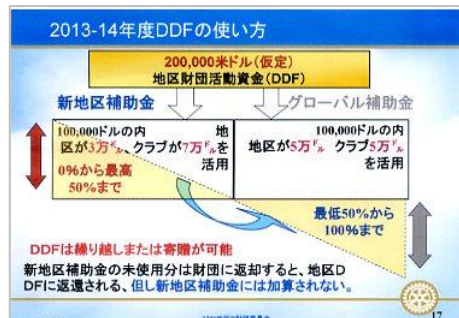 2013-14年度DDFの使い方
200,000米ドル(仮定)
地区財団活動資金(DDF)
新地区補助金
グローバル補助金
100,000ドルの内 地
区が3万ドル、クラブが7万ドルを
活用
0%から最高
50%まで
100,000ドルの内
地区が5万ドル クラブ5万ドル
を活用
最低50%から
100%まで
DDFは繰り越しまたは寄贈が可能
新地区補助金の未使用分は財団に返却すると、地区D
DFに返還される、但し新地区補助金には加算されない。
17